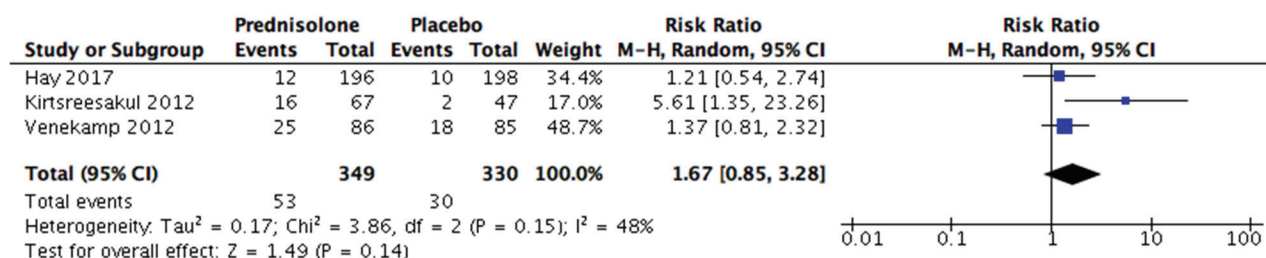 Prednisolone Placebo Risk Ratio Risk Ratio
Study or Subgroup Events Total Events Total Weight M-H, Random, 95% CI M-H, Random, 95% CI
Hay 2017 12 196 10 198 34.4% 1.21 [0.54, 2.74]
Kirtsreesakul 2012 16 67 2 47 17.0% 5.61 [1.35, 23.26]
Venekamp 2012 25 86 18 85 48.7% 1.37 [0.81, 2.32]
Total (95% CI) 349 330 100.0% 1.67 [0.85, 3.28]
Total events 53 30
Heterogeneity: Tau² = 0.17; Chi² = 3.86, df = 2 (P = 0.15); I² = 48%
Test for overall effect: Z = 1.49 (P = 0.14)
0.01 0.1 1 10 100